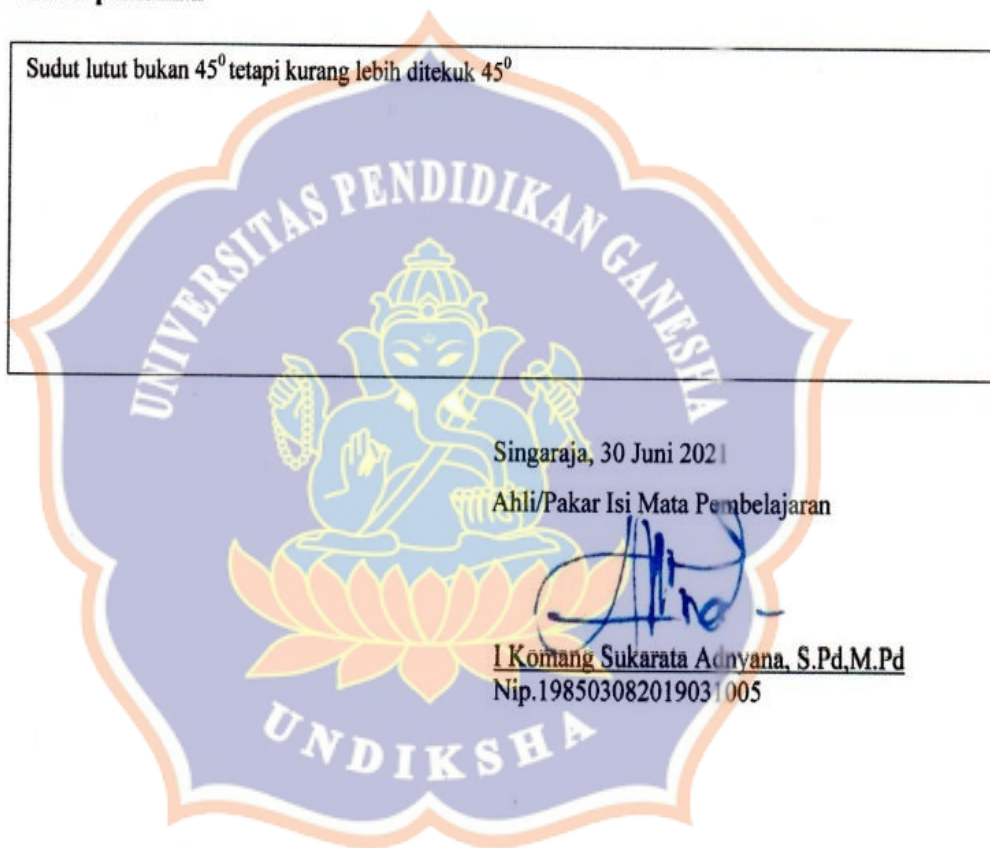 Sudut lutut bukan 45⁰ tetapi kurang lebih ditekuk 45⁰
UNIVERSITAS PENDIDIKAN GANESHA
Singaraja, 30 Juni 2021
Ahli/Pakar Isi Mata Pembelajaran
I Komang Sukarata Adnyana, S.Pd,M.Pd
Nip.198503082019031005
UNDIKSHA